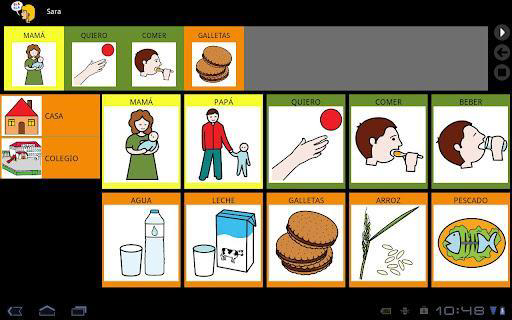 Sara
MAMÁ QUIERO COMER GALLETAS
CASA
COLEGIO
MAMÁ PAPÁ QUIERO COMER BEBER
AGUA LECHE GALLETAS ARROZ PESCADO
10:48